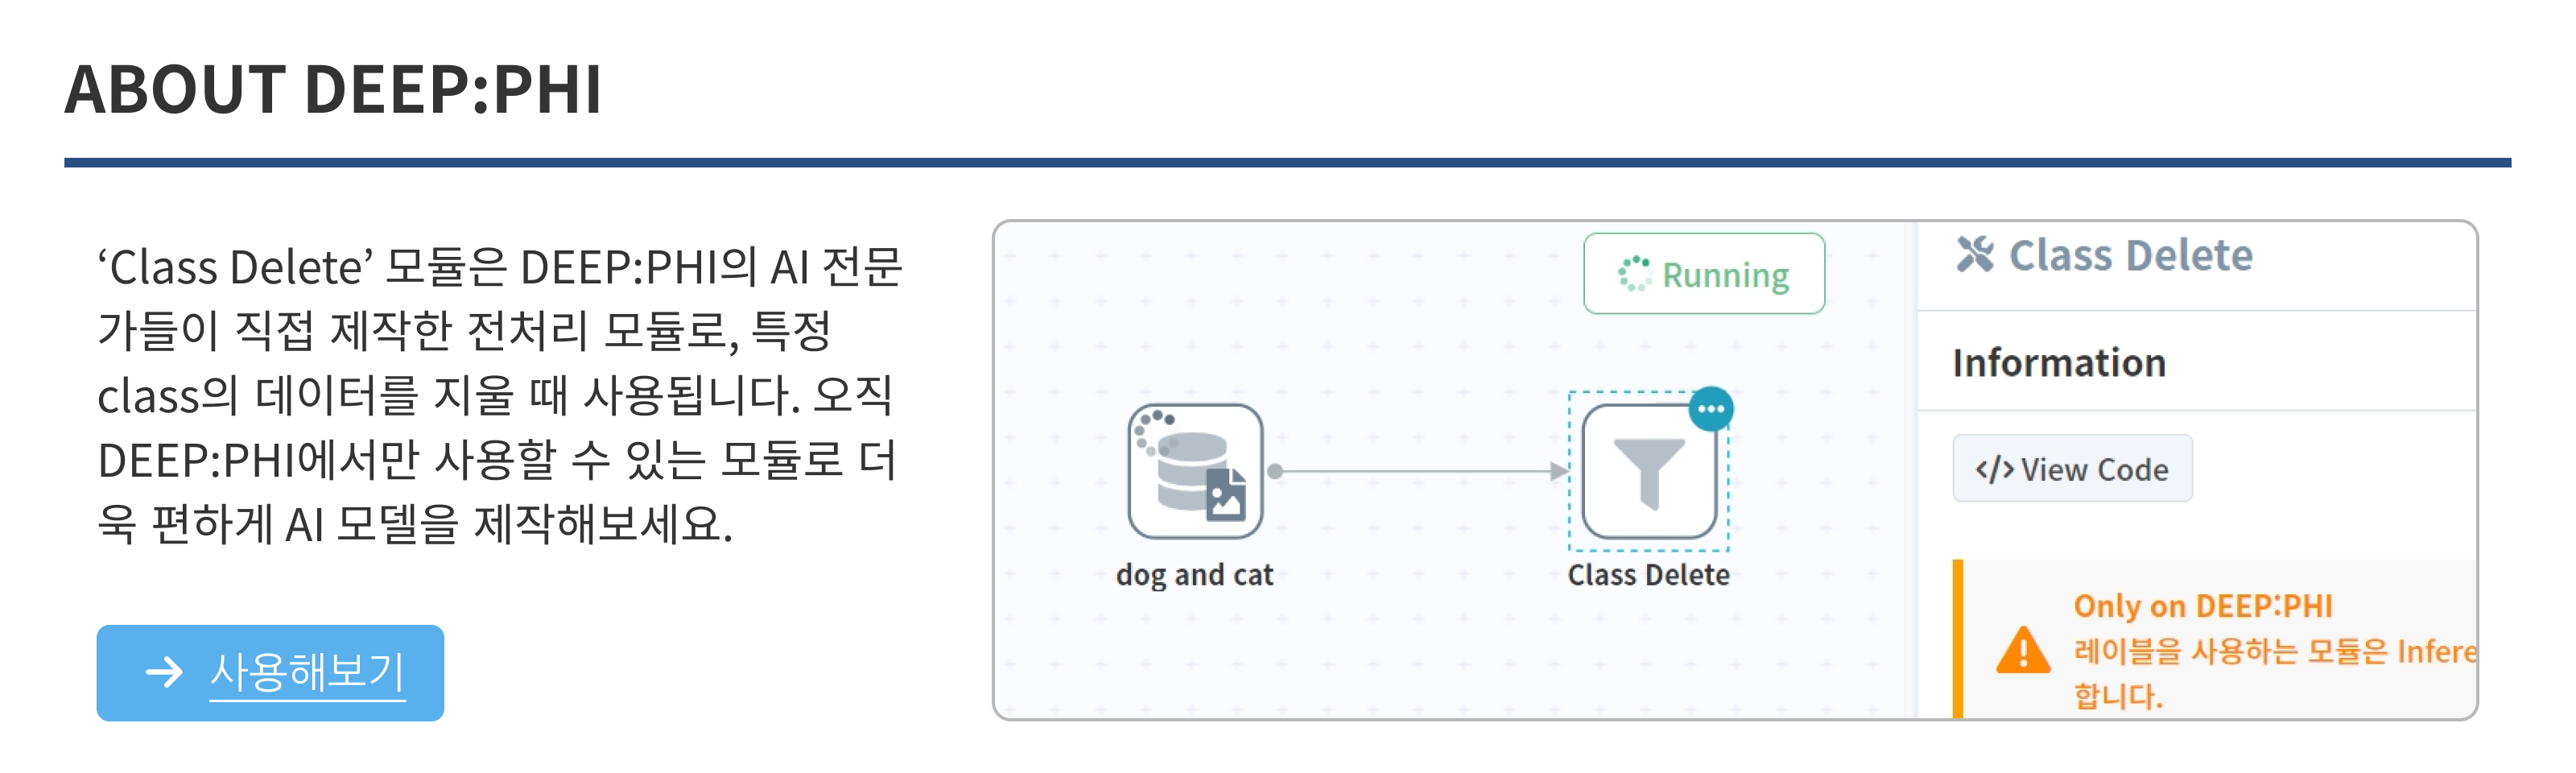 ABOUT DEEP:PHI
‘Class Delete’ 모듈은 DEEP:PHI의 AI 전문
가들이 직접 제작한 전처리 모듈로, 특정
class의 데이터를 지울 때 사용됩니다. 오직
DEEP:PHI에서만 사용할 수 있는 모듈로 더
욱 편하게 AI 모델을 제작해보세요.
사용해보기
Running
dog and cat
Class Delete
Class Delete
Information
</> View Code
Only on DEEP:PHI
레이블을 사용하는 모듈은 Infere
합니다.